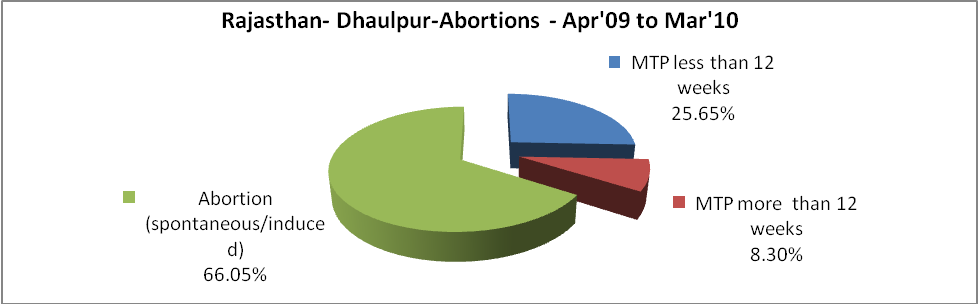 Rajasthan- Dhaulpur-Abortions - Apr'09 to Mar'10
MTP less than 12
weeks
25.65%
MTP more than 12
weeks
8.30%
Abortion
(spontaneous/induce
d)
66.05%